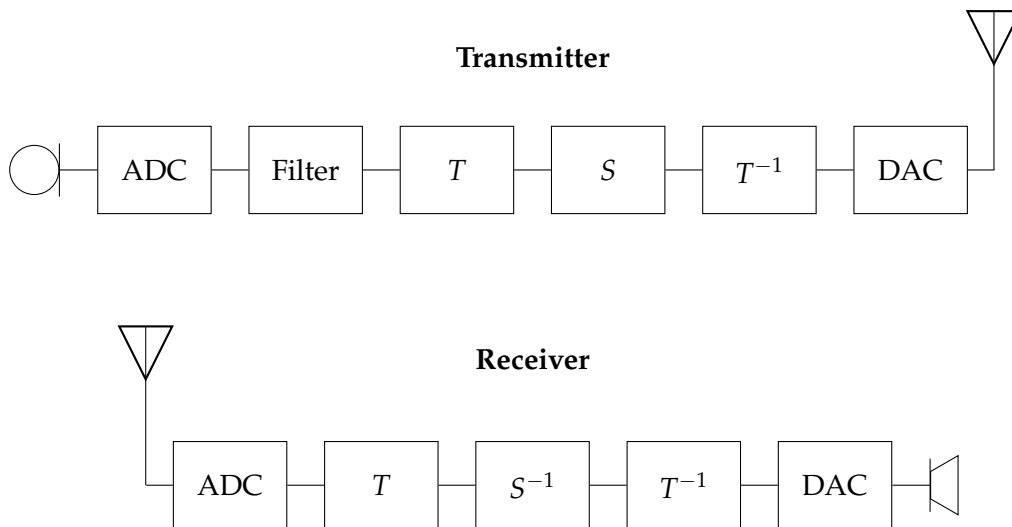 Transmitter
ADC Filter T S T⁻¹ DAC
Receiver
ADC T S⁻¹ T⁻¹ DAC